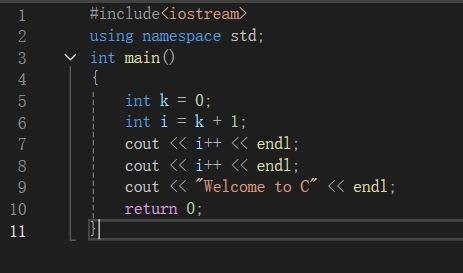 1 #include<iostream>
2 using namespace std;
3 int main()
4 {
5 int k = 0;
6 int i = k + 1;
7 cout << i++ << endl;
8 cout << i++ << endl;
9 cout << "Welcome to C" << endl;
10 return 0;
11 }